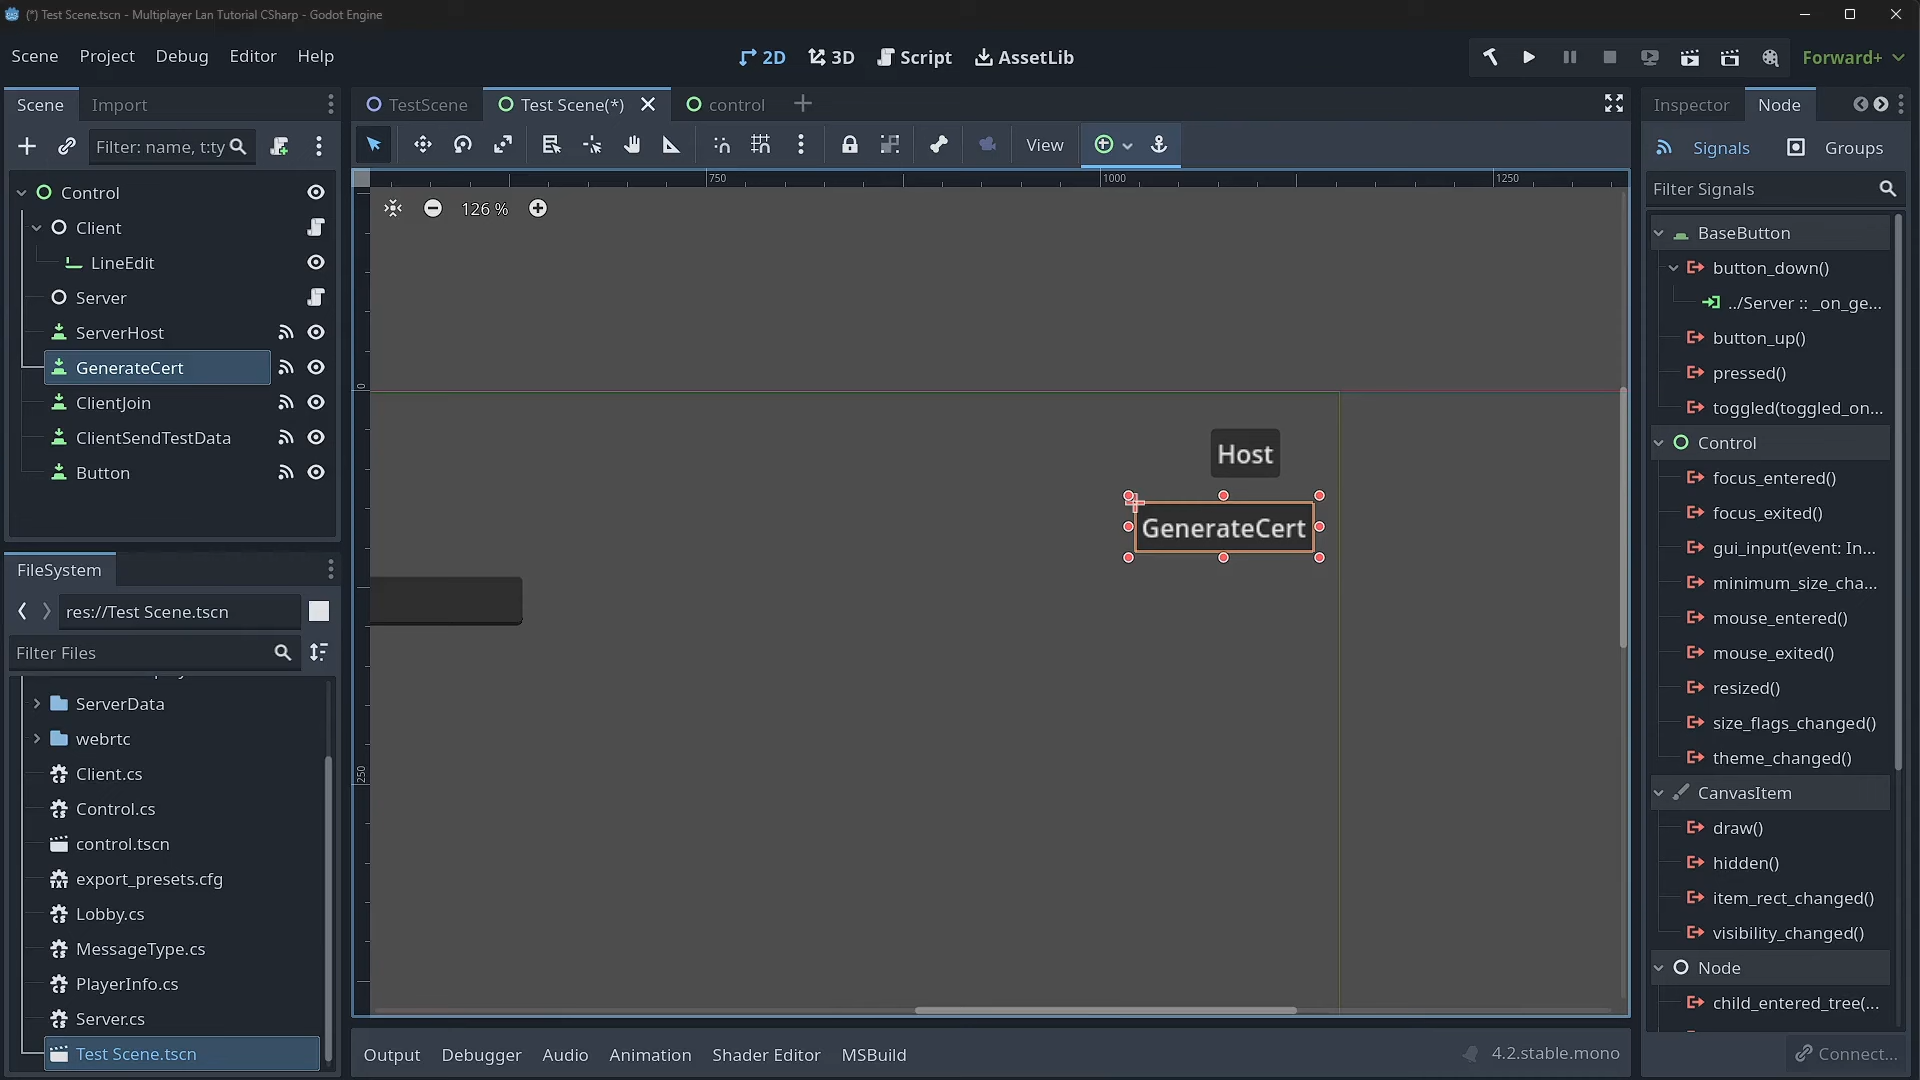 (*) Test Scene.tscn - Multiplayer Lan Tutorial CSharp - Godot Engine
Scene Project Debug Editor Help
2D 3D Script AssetLib
Forward+
Scene Import
TestScene Test Scene(*) control
Inspector Node
Filter: name, t:ty
View
Signals Groups
Filter Signals
750 1000 1250
126 %
0
250
Control
Client
LineEdit
Server
ServerHost
GenerateCert
ClientJoin
ClientSendTestData
Button
Host
GenerateCert
FileSystem
res://Test Scene.tscn
Filter Files
ServerData
webrtc
Client.cs
Control.cs
control.tscn
export_presets.cfg
Lobby.cs
MessageType.cs
PlayerInfo.cs
Server.cs
Test Scene.tscn
BaseButton
button_down()
../Server :: _on_ge...
button_up()
pressed()
toggled(toggled_on...
Control
focus_entered()
focus_exited()
gui_input(event: In...
minimum_size_cha...
mouse_entered()
mouse_exited()
resized()
size_flags_changed()
theme_changed()
CanvasItem
draw()
hidden()
item_rect_changed()
visibility_changed()
Node
child_entered_tree(...
Output Debugger Audio Animation Shader Editor MSBuild
4.2.stable.mono
Connect...